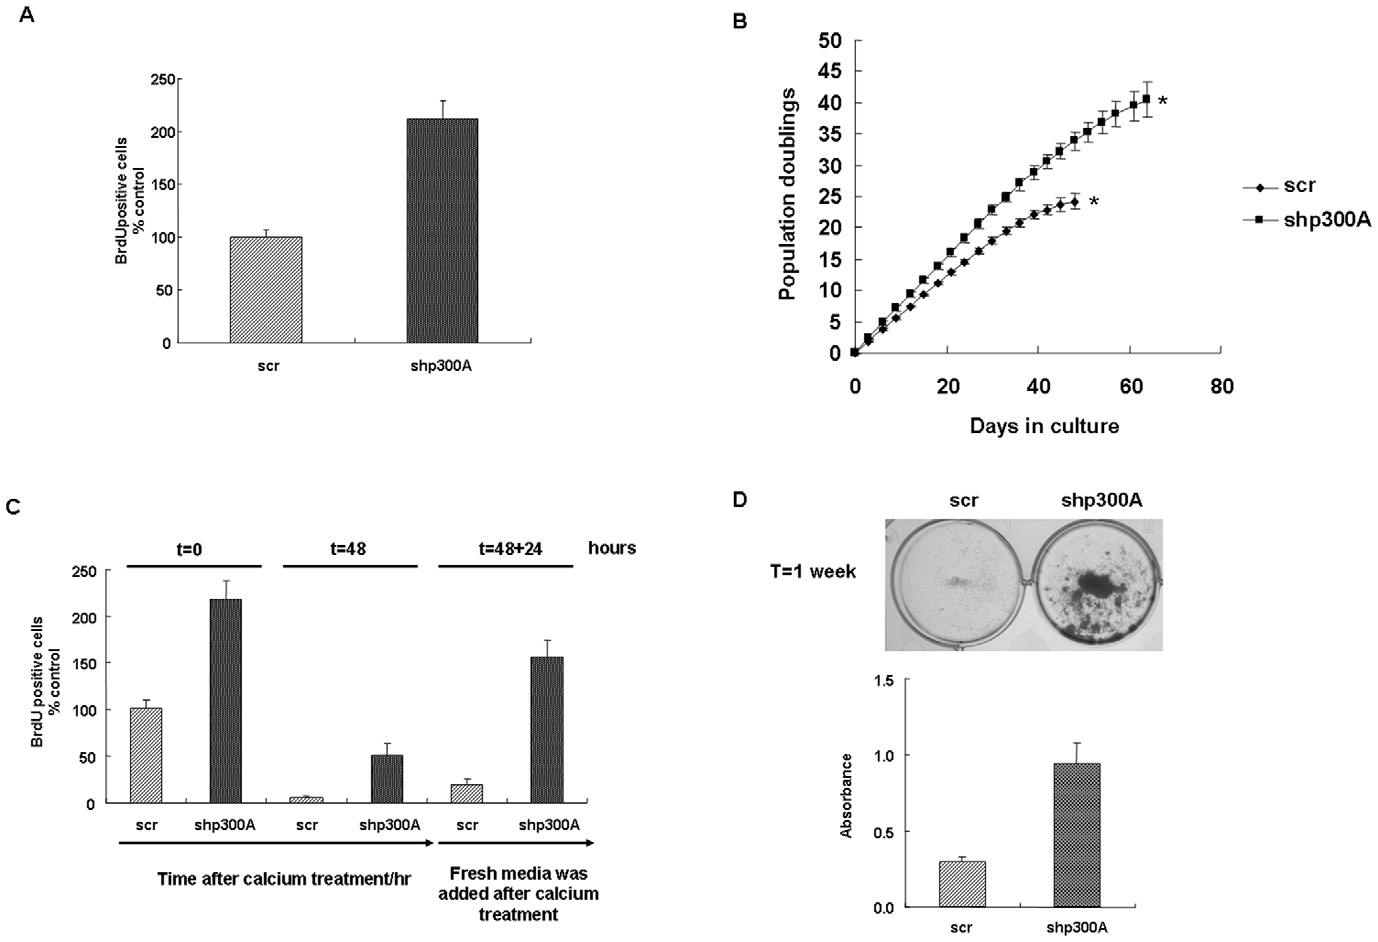 A
250
200
150
100
50
0
BrdUpositive cells
% control
scr
shp300A
B
50
45
40
35
30
25
20
15
10
5
0
Population doublings
*
*
0
20
40
60
80
Days in culture
scr
shp300A
C
t=0
t=48
t=48+24
hours
250
200
150
100
50
0
BrdU positive cells
% control
scr
shp300A
scr
shp300A
scr
shp300A
Time after calcium treatment/hr
Fresh media was
added after calcium
treatment
D
scr
shp300A
T=1 week
1.5
1.0
0.5
0.0
Absorbance
scr
shp300A